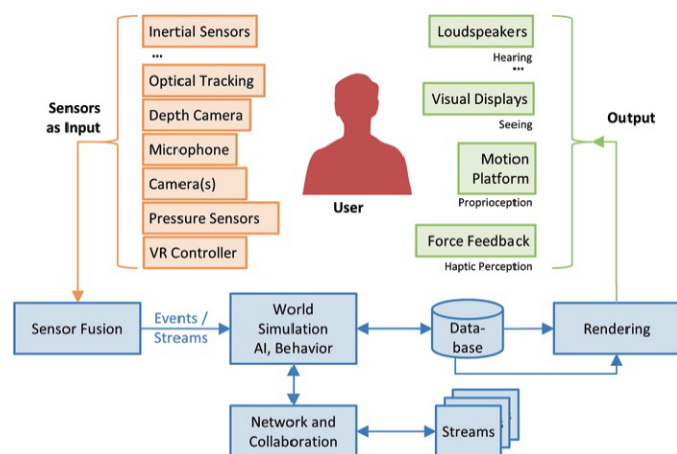 Inertial Sensors
...
Optical Tracking
Depth Camera
Microphone
Camera(s)
Pressure Sensors
VR Controller
Sensors
as Input
User
Loudspeakers
Hearing
...
Visual Displays
Seeing
Motion
Platform
Proprioception
Force Feedback
Haptic Perception
Output
Sensor Fusion
Events /
Streams
World
Simulation
AI, Behavior
Data-
base
Rendering
Network and
Collaboration
Streams